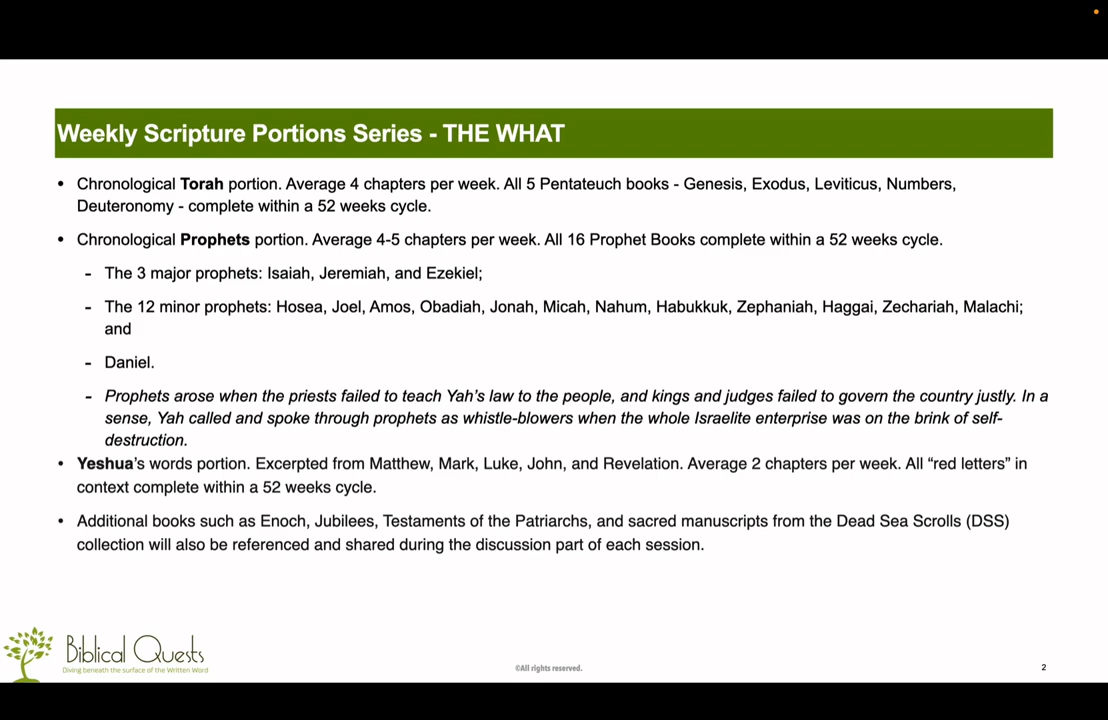 Weekly Scripture Portions Series - THE WHAT
• Chronological Torah portion. Average 4 chapters per week. All 5 Pentateuch books - Genesis, Exodus, Leviticus, Numbers,
Deuteronomy - complete within a 52 weeks cycle.
• Chronological Prophets portion. Average 4-5 chapters per week. All 16 Prophet Books complete within a 52 weeks cycle.
- The 3 major prophets: Isaiah, Jeremiah, and Ezekiel;
- The 12 minor prophets: Hosea, Joel, Amos, Obadiah, Jonah, Micah, Nahum, Habukkuk, Zephaniah, Haggai, Zechariah, Malachi;
and
- Daniel.
- Prophets arose when the priests failed to teach Yah's law to the people, and kings and judges failed to govern the country justly. In a
sense, Yah called and spoke through prophets as whistle-blowers when the whole Israelite enterprise was on the brink of self-
destruction.
• Yeshua's words portion. Excerpted from Matthew, Mark, Luke, John, and Revelation. Average 2 chapters per week. All “red letters” in
context complete within a 52 weeks cycle.
• Additional books such as Enoch, Jubilees, Testaments of the Patriarchs, and sacred manuscripts from the Dead Sea Scrolls (DSS)
collection will also be referenced and shared during the discussion part of each session.
Biblical Quests
Diving beneath the surface of the Written Word
©All rights reserved.
2